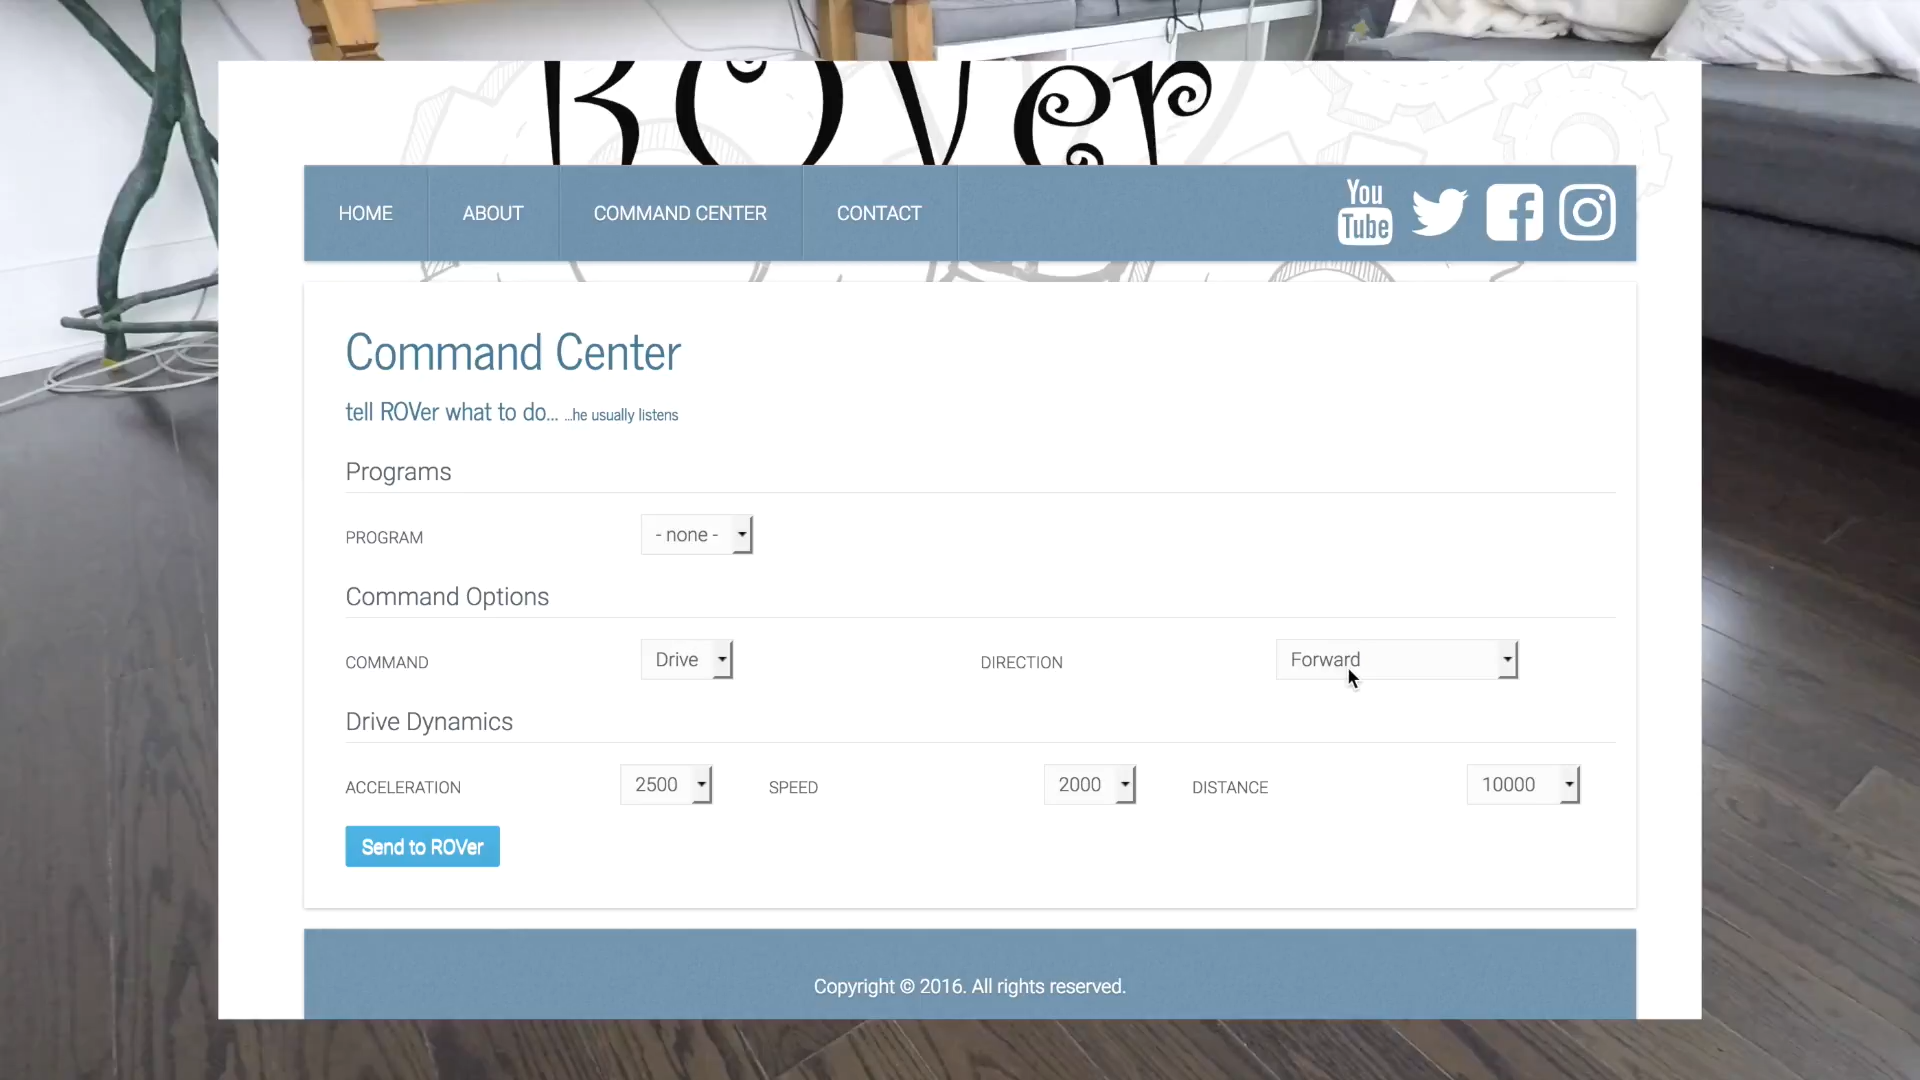 ROVer
HOME ABOUT COMMAND CENTER CONTACT You Tube
Command Center
tell ROVer what to do... ...he usually listens
Programs
PROGRAM - none -
Command Options
COMMAND Drive DIRECTION Forward
Drive Dynamics
ACCELERATION 2500 SPEED 2000 DISTANCE 10000
Send to ROVer
Copyright © 2016. All rights reserved.